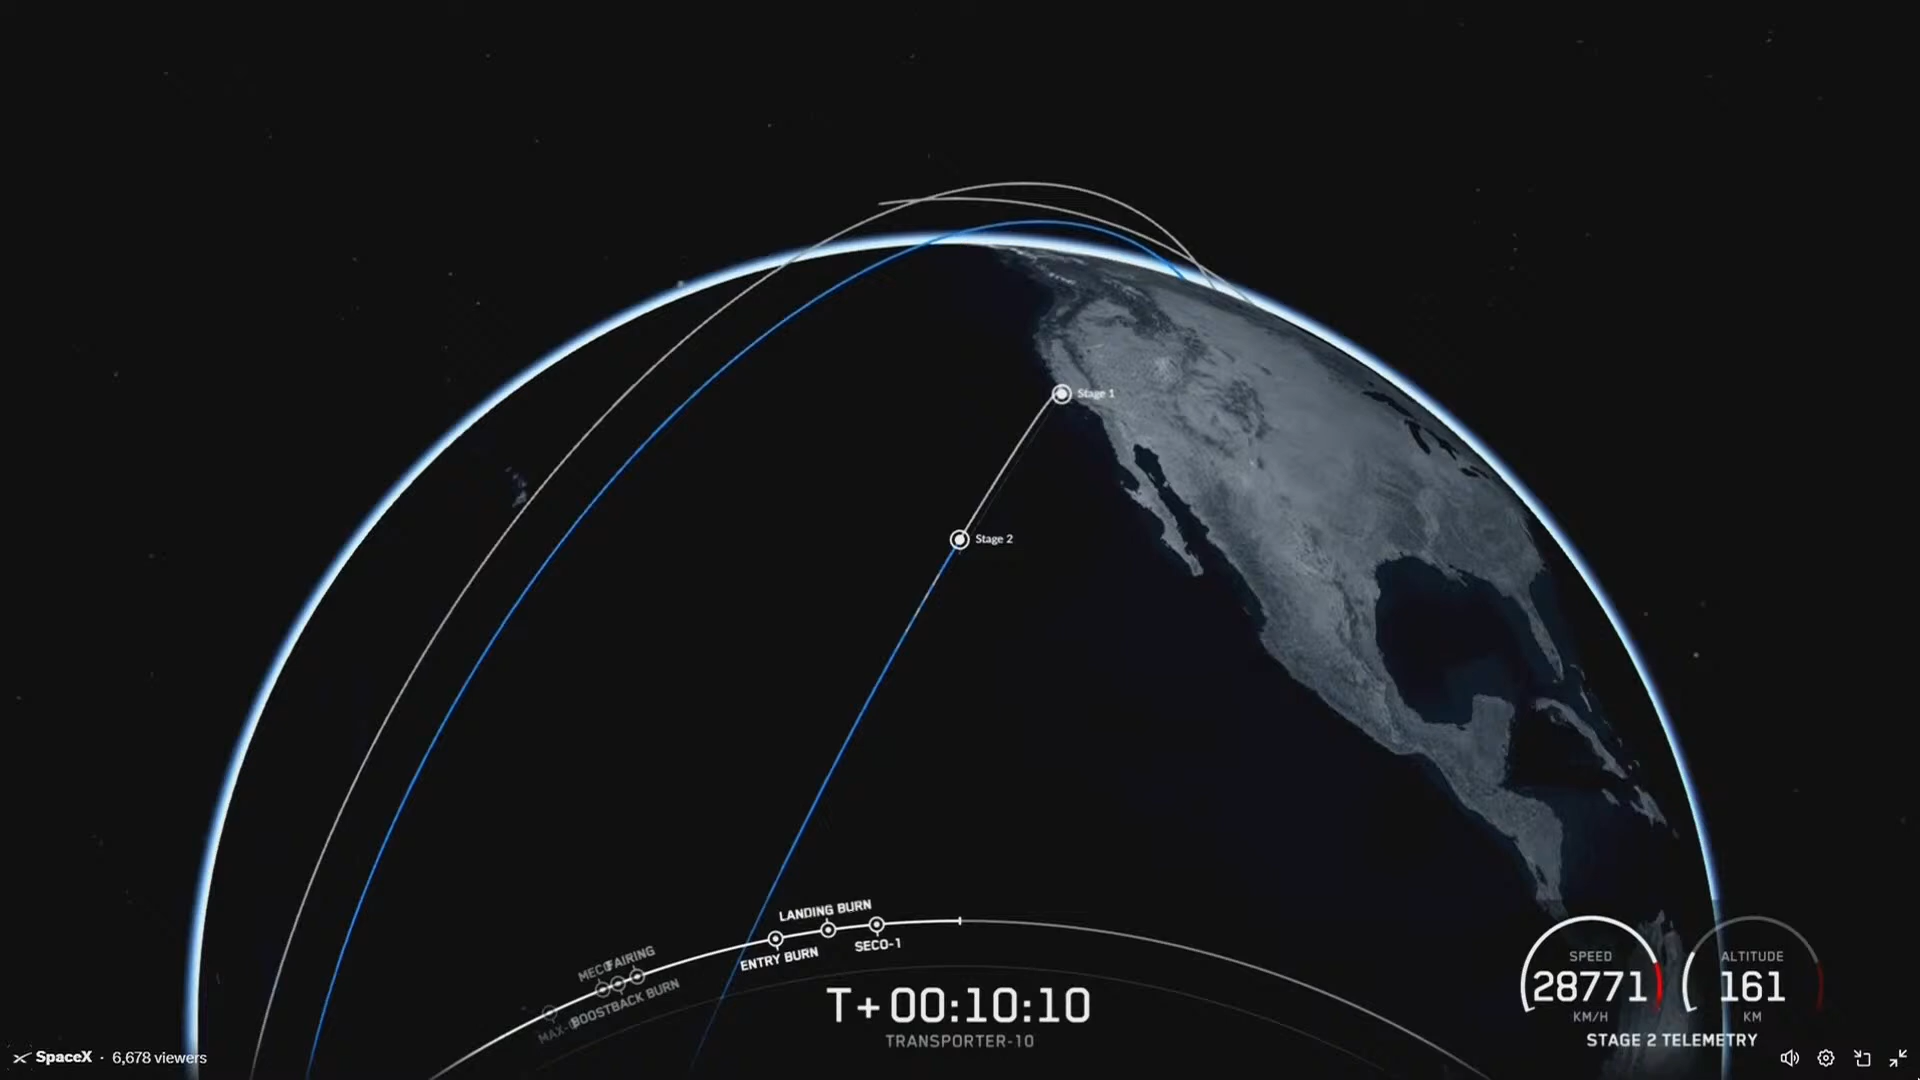 Stage 1
Stage 2
LANDING BURN
ENTRY BURN
SECO-1
MECO
FAIRING
BOOSTBACK BURN
T+00:10:10
TRANSPORTER-10
SPEED
28771
KM/H
ALTITUDE
161
KM
STAGE 2 TELEMETRY
SpaceX · 6,678 viewers